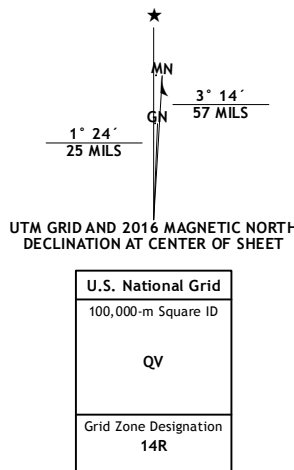 ★
MN
GN
3° 14´
57 MILS
1° 24´
25 MILS
UTM GRID AND 2016 MAGNETIC NORTH
DECLINATION AT CENTER OF SHEET
U.S. National Grid
100,000-m Square ID
QV
Grid Zone Designation
14R